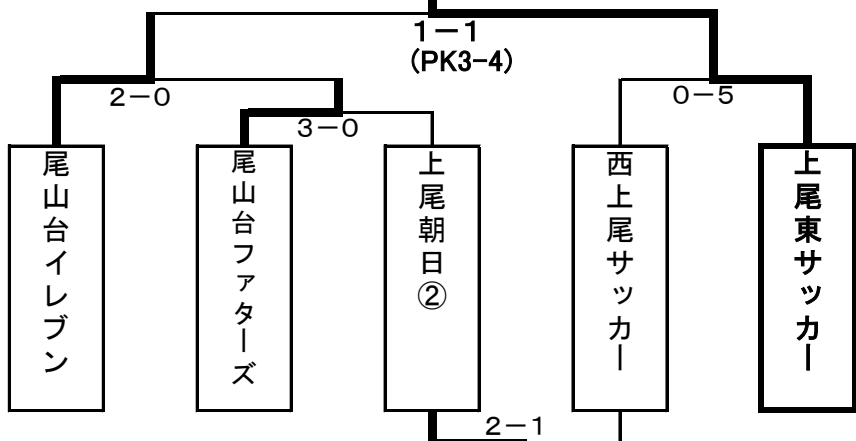 1－1
(PK3-4)
2－0
0－5
3－0
尾山台イレブン
尾山台ファターズ
上尾朝日②
西上尾サッカー
上尾東サッカー
2－1